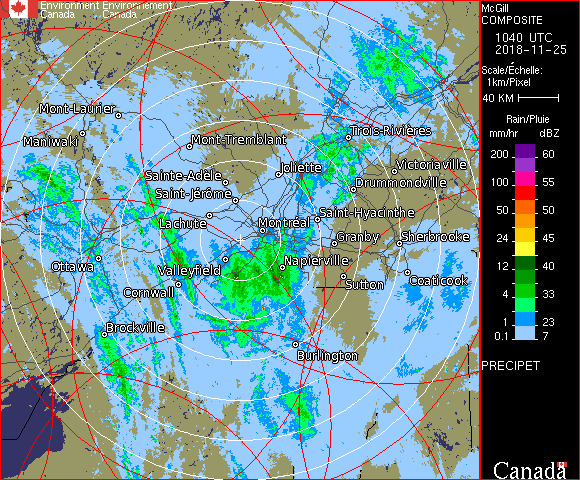 Environment Environnement
Canada Canada
McGill
COMPOSITE
1040 UTC
2018-11-25
Scale/Échelle:
1km/Pixel
40 KM
Rain/Pluie
mm/hr dBZ
200 60
100 55
50 50
24 45
12 40
4 33
2 23
0.1 7
PRECIPET
Canada
Mont-Laurier
Maniwaki
Mont-Tremblant
Trois-Rivières
Joliette
Victoriaville
Sainte-Adèle
Drummondville
Saint-Jérôme
Saint-Hyacinthe
Lachute
Montréal
Granby
Sherbrooke
Ottawa
Valleyfield
Napierville
Cornwall
Sutton
Coaticook
Brockville
Burlington